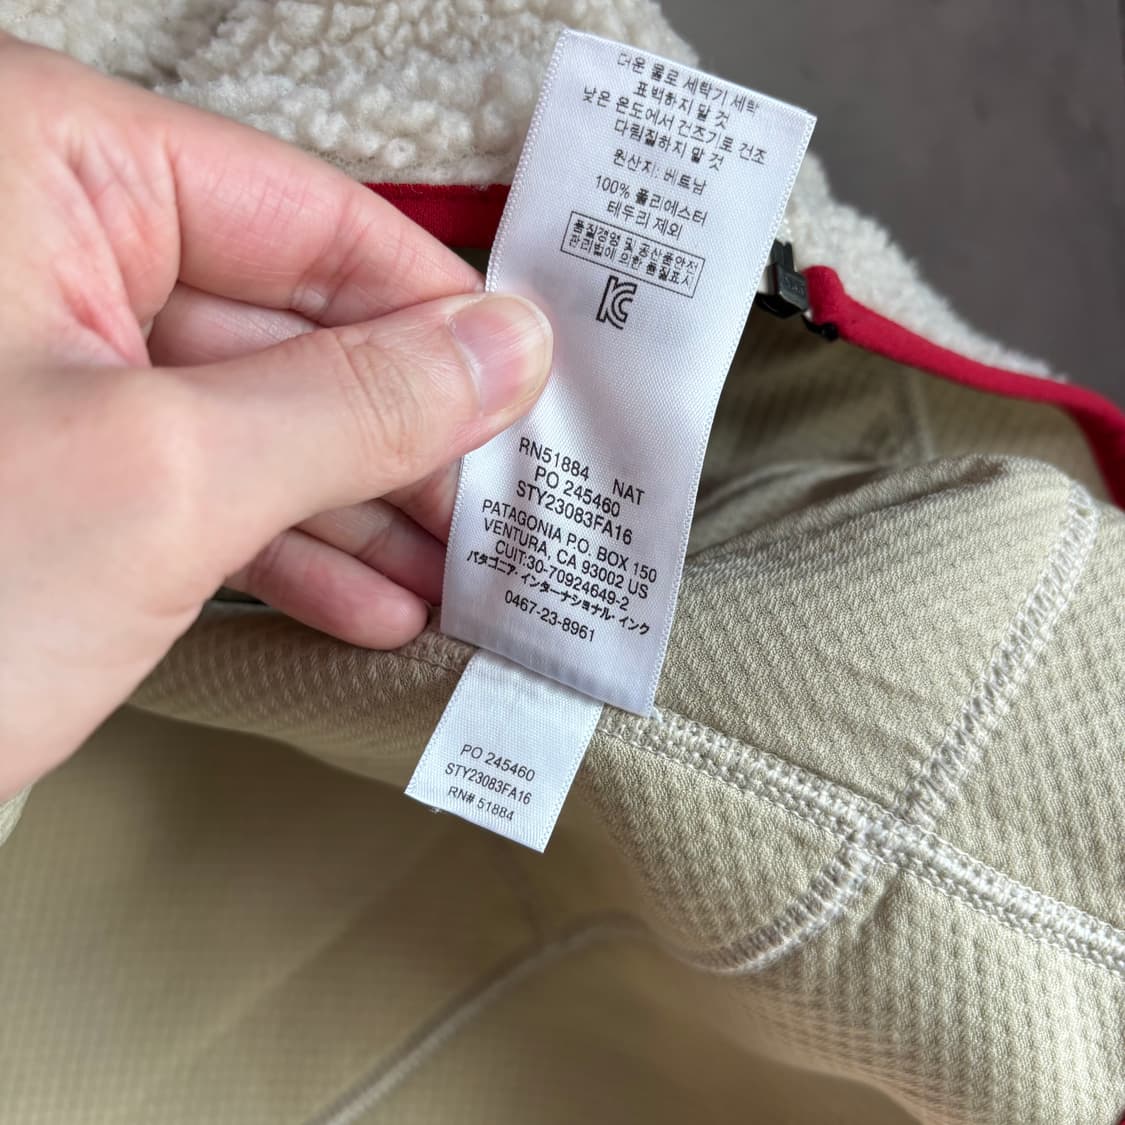 더운 물로 세탁기 세탁
표백하지 말 것
낮은 온도에서 건조기로 건조
다림질하지 말 것
원산지: 베트남
100% 폴리에스터
테두리 제외
품질경영 및 공산품안전
관리법에 의한 품질표시
RN51884 NAT
PO 245460
STY23083FA16
PATAGONIA P.O. BOX 150
VENTURA, CA 93002 US
CUIT:30-70924649-2
パタゴニア・インターナショナル・インク
0467-23-8961
PO 245460
STY23083FA16
RN# 51884